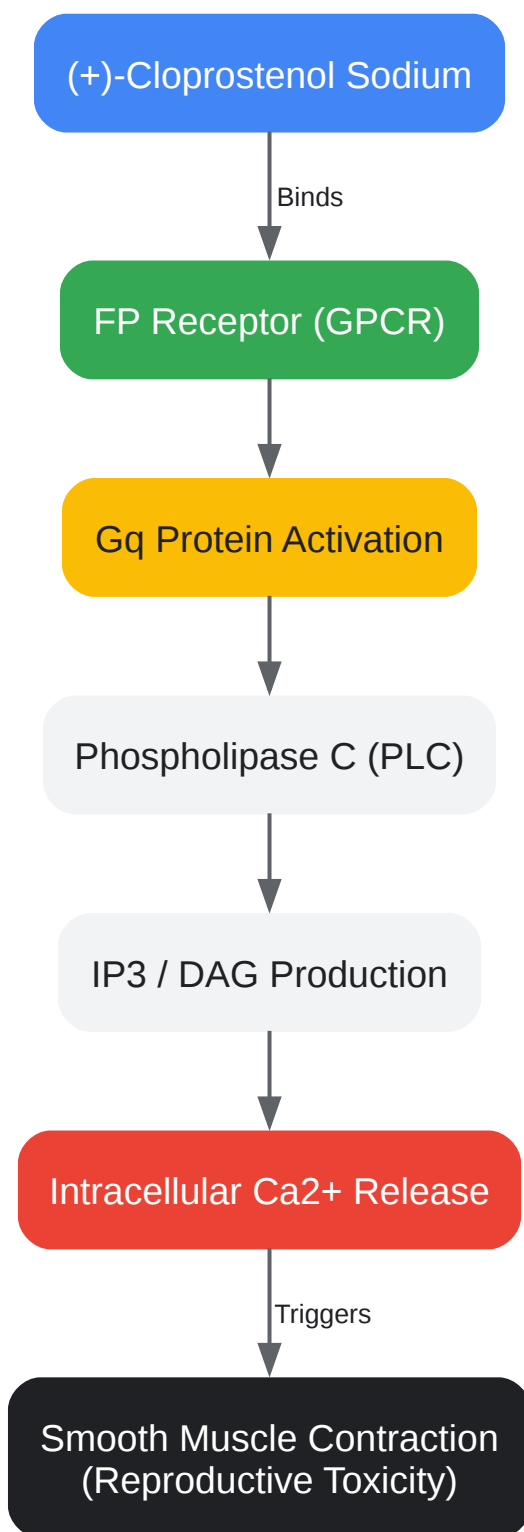 (+)-Cloprostenol Sodium
Binds
FP Receptor (GPCR)
Gq Protein Activation
Phospholipase C (PLC)
IP3 / DAG Production
Intracellular Ca2+ Release
Triggers
Smooth Muscle Contraction
(Reproductive Toxicity)